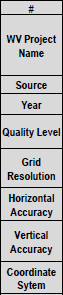 #
WV Project
Name
Source
Year
Quality Level
Grid
Resolution
Horizontal
Accuracy
Vertical
Accuracy
Coordinate
Sytem